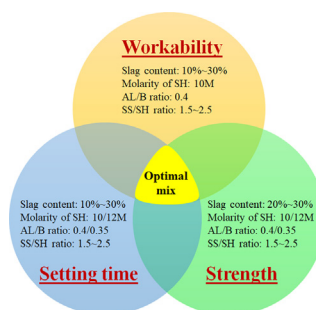 Workability
Slag content: 10%~30%
Molarity of SH: 10M
AL/B ratio: 0.4
SS/SH ratio: 1.5~2.5
Optimal
mix
Slag content: 10%~30%
Molarity of SH: 10/12M
AL/B ratio: 0.4/0.35
SS/SH ratio: 1.5~2.5
Setting time
Slag content: 20%~30%
Molarity of SH: 10/12M
AL/B ratio: 0.4/0.35
SS/SH ratio: 1.5~2.5
Strength